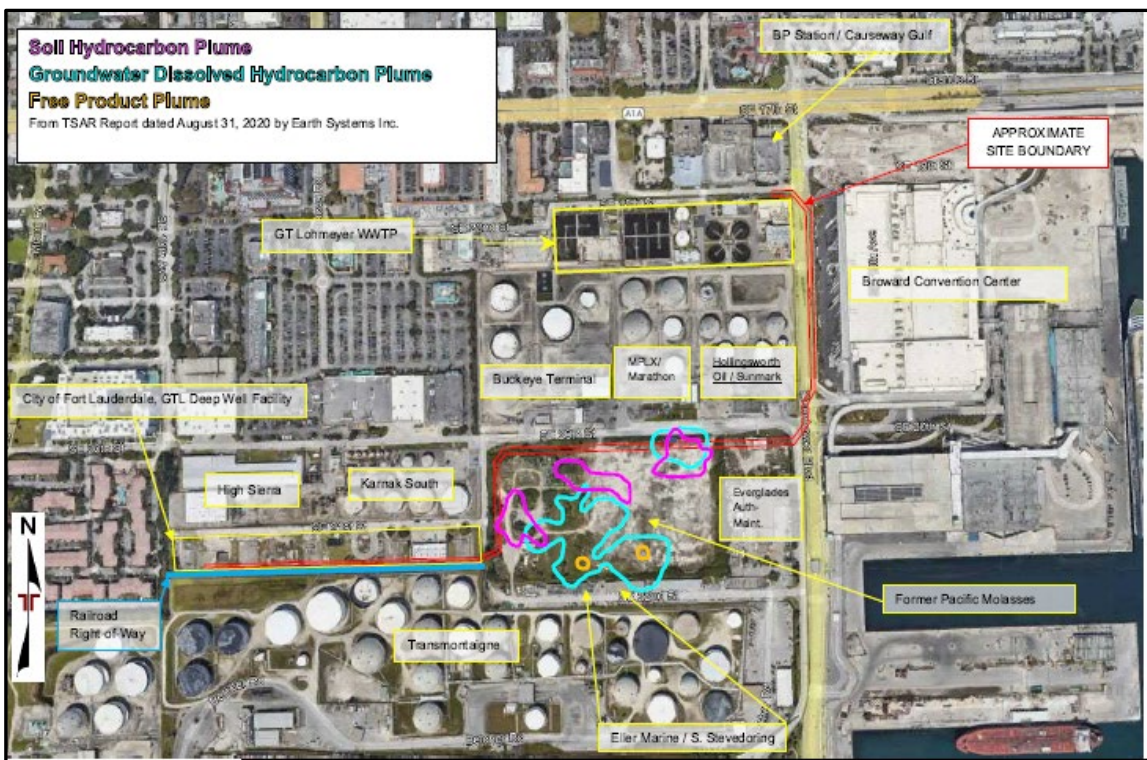 Soil Hydrocarbon Plume
Groundwater Dissolved Hydrocarbon Plume
Free Product Plume
From TSAR Report dated August 31, 2020 by Earth Systems Inc.
BP Station / Causeway Gulf
A1A
SE 17th St
APPROXIMATE
SITE BOUNDARY
GT Lohmeyer WWTP
Broward Convention Center
Buckeye Terminal
MPLX/
Marathon
Hollingsworth
Oil / Sunmark
City of Fort Lauderdale, GTL Deep Well Facility
High Sierra
Karnak South
Everglades
Auth-
Maint.
N
Former Pacific Molasses
Railroad
Right-of-Way
Transmontaigne
Eller Marine / S. Stevedoring